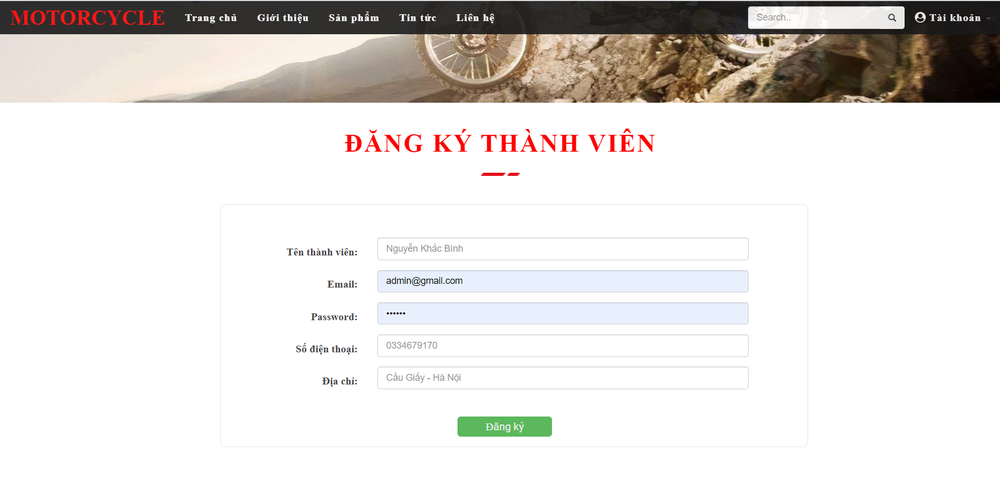 MOTORCYCLE Trang chủ Giới thiệu Sản phẩm Tin tức Liên hệ Search.. Tài khoản
ĐĂNG KÝ THÀNH VIÊN
Tên thành viên: Nguyễn Khắc Bình
Email: admin@gmail.com
Password: ••••••
Số điện thoại: 0334679170
Địa chỉ: Cầu Giấy - Hà Nội
Đăng ký